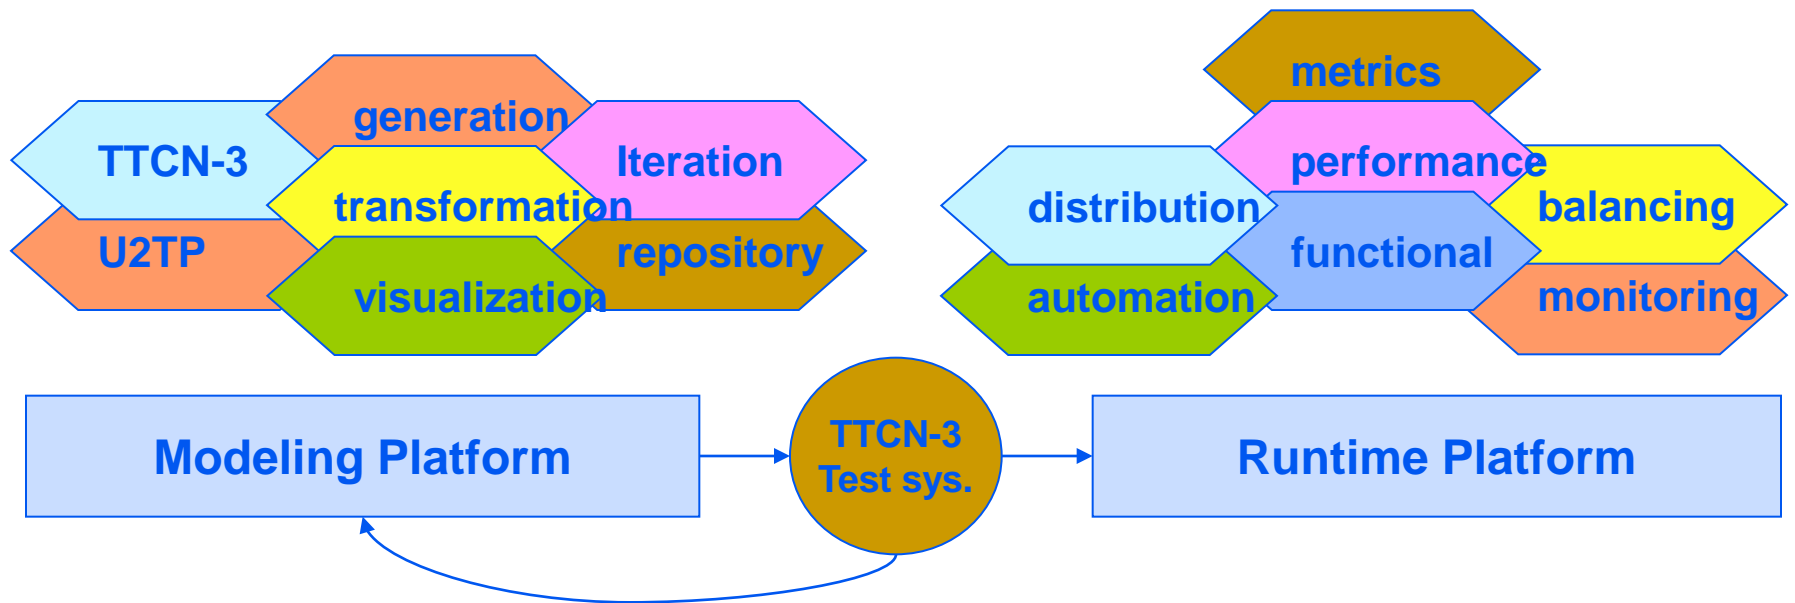 generation
TTCN-3
Iteration
transformation
U2TP
repository
visualization
metrics
performance
distribution
balancing
functional
automation
monitoring
Modeling Platform
TTCN-3
Test sys.
Runtime Platform